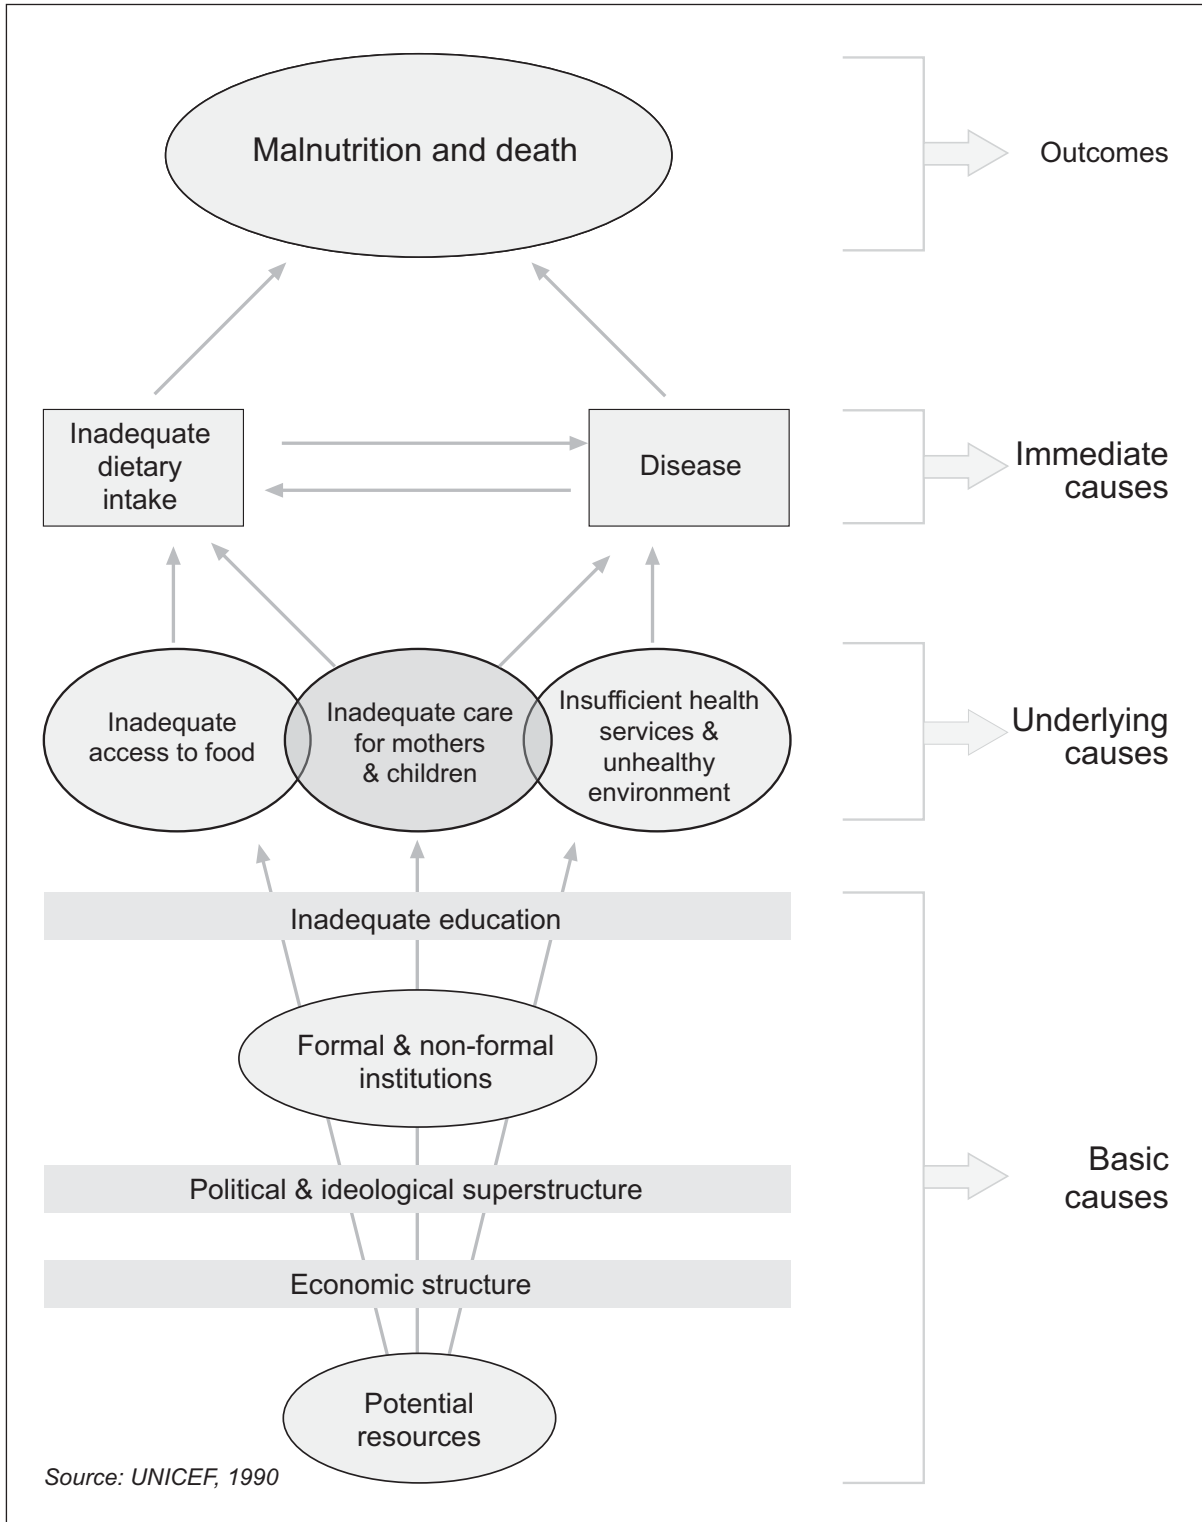 Malnutrition and death
Outcomes
Inadequate
dietary
intake
Disease
Immediate
causes
Inadequate
access to food
Inadequate care
for mothers
& children
Insufficient health
services &
unhealthy
environment
Underlying
causes
Inadequate education
Formal & non-formal
institutions
Political & ideological superstructure
Basic
causes
Economic structure
Potential
resources
Source: UNICEF, 1990